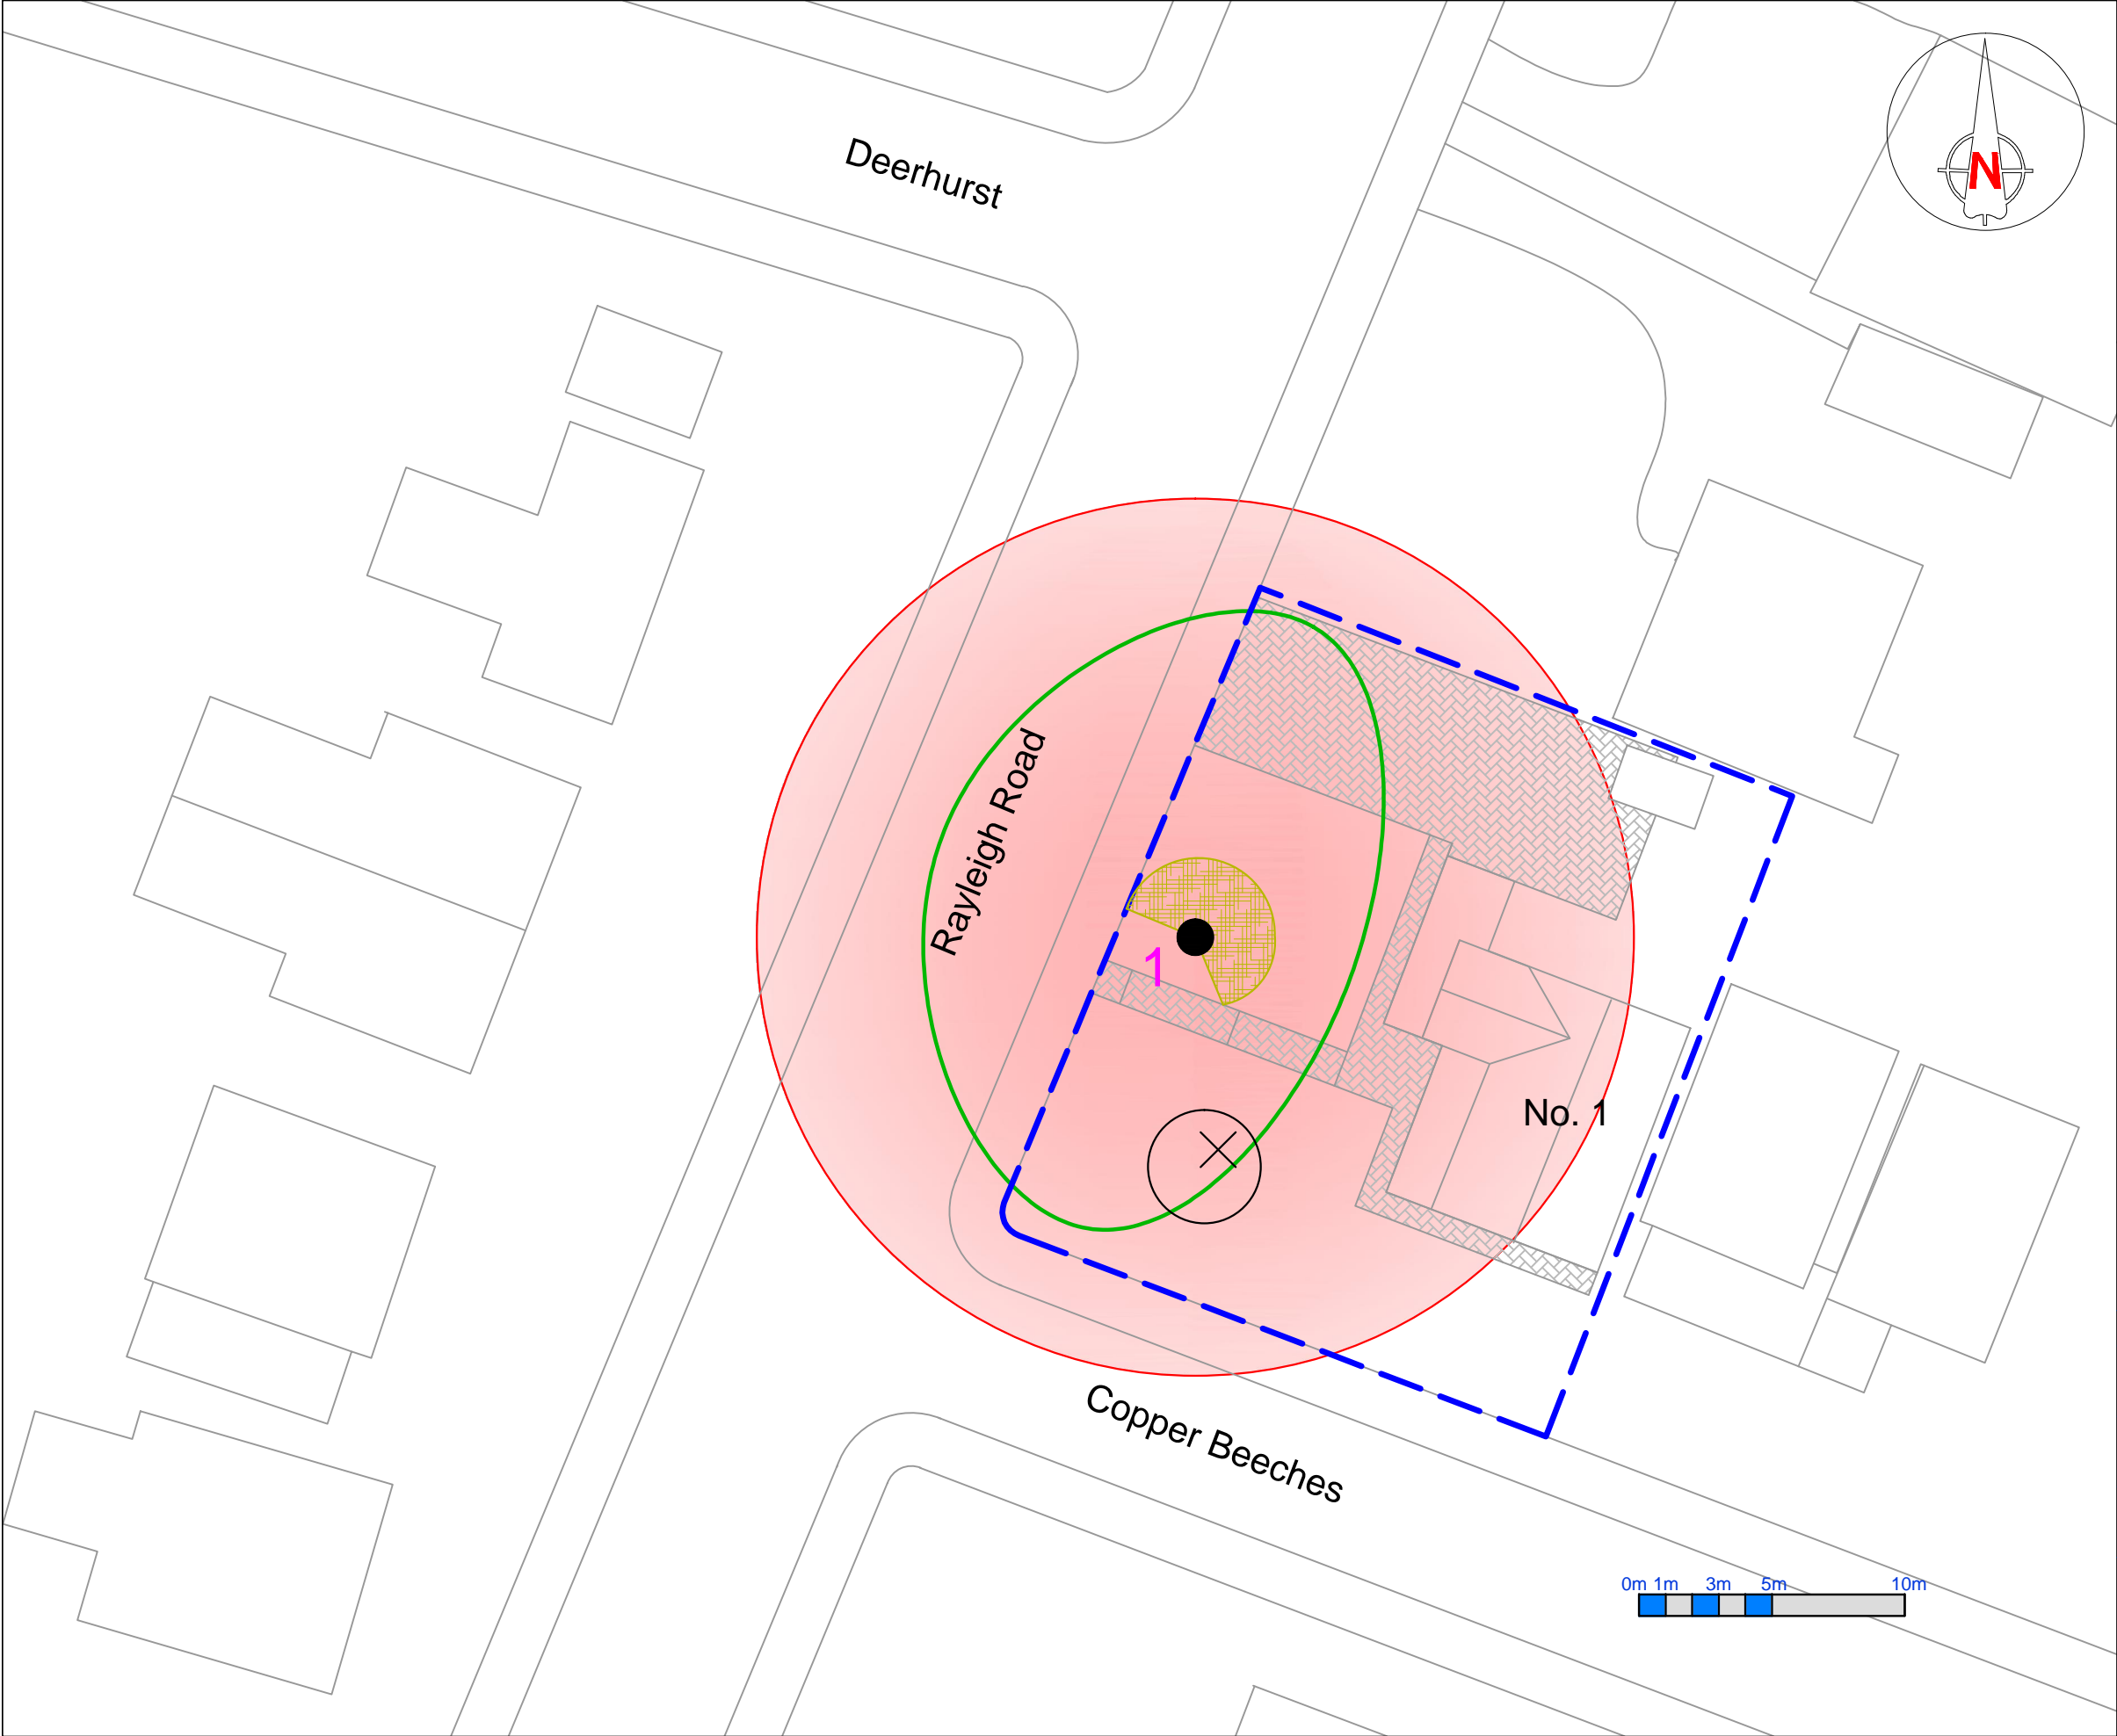 Deerhurst
N
Rayleigh Road
1
No. 1
Copper Beeches
0m 1m 3m 5m 10m